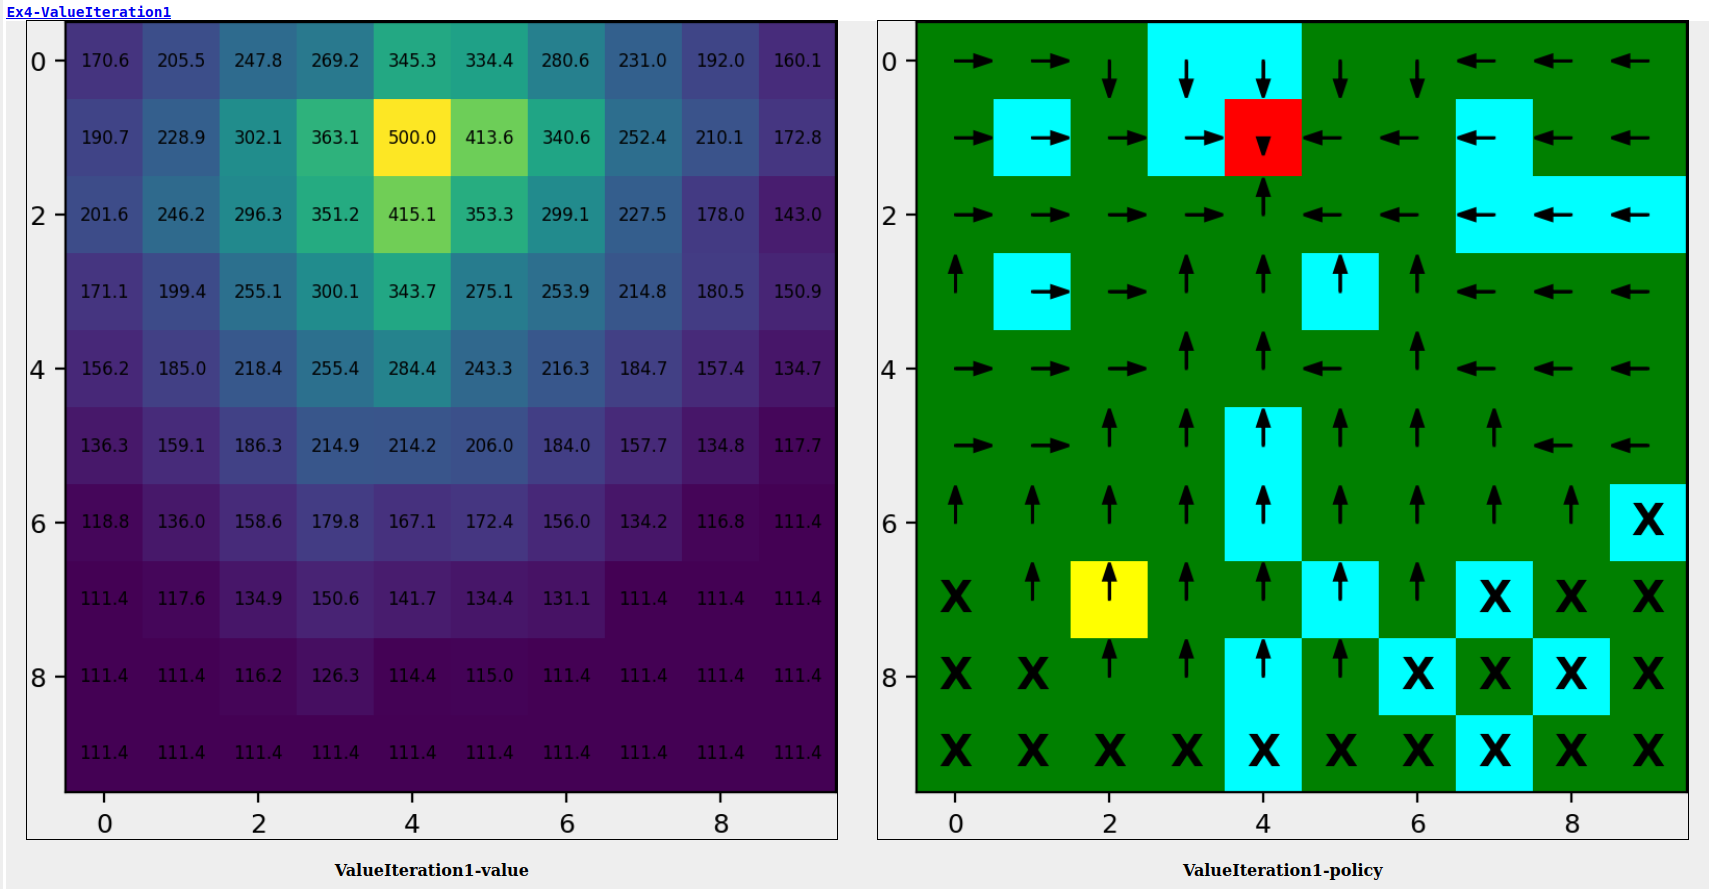 Ex4-ValueIteration1
0 170.6 205.5 247.8 269.2 345.3 334.4 280.6 231.0 192.0 160.1
190.7 228.9 302.1 363.1 500.0 413.6 340.6 252.4 210.1 172.8
2 201.6 246.2 296.3 351.2 415.1 353.3 299.1 227.5 178.0 143.0
171.1 199.4 255.1 300.1 343.7 275.1 253.9 214.8 180.5 150.9
4 156.2 185.0 218.4 255.4 284.4 243.3 216.3 184.7 157.4 134.7
136.3 159.1 186.3 214.9 214.2 206.0 184.0 157.7 134.8 117.7
6 118.8 136.0 158.6 179.8 167.1 172.4 156.0 134.2 116.8 111.4
111.4 117.6 134.9 150.6 141.7 134.4 131.1 111.4 111.4 111.4
8 111.4 111.4 116.2 126.3 114.4 115.0 111.4 111.4 111.4 111.4
111.4 111.4 111.4 111.4 111.4 111.4 111.4 111.4 111.4 111.4
0 2 4 6 8
ValueIteration1-value
0
2
4
6 X
X X X X
8 X X X X X X
X X X X X X X X X X
0 2 4 6 8
ValueIteration1-policy